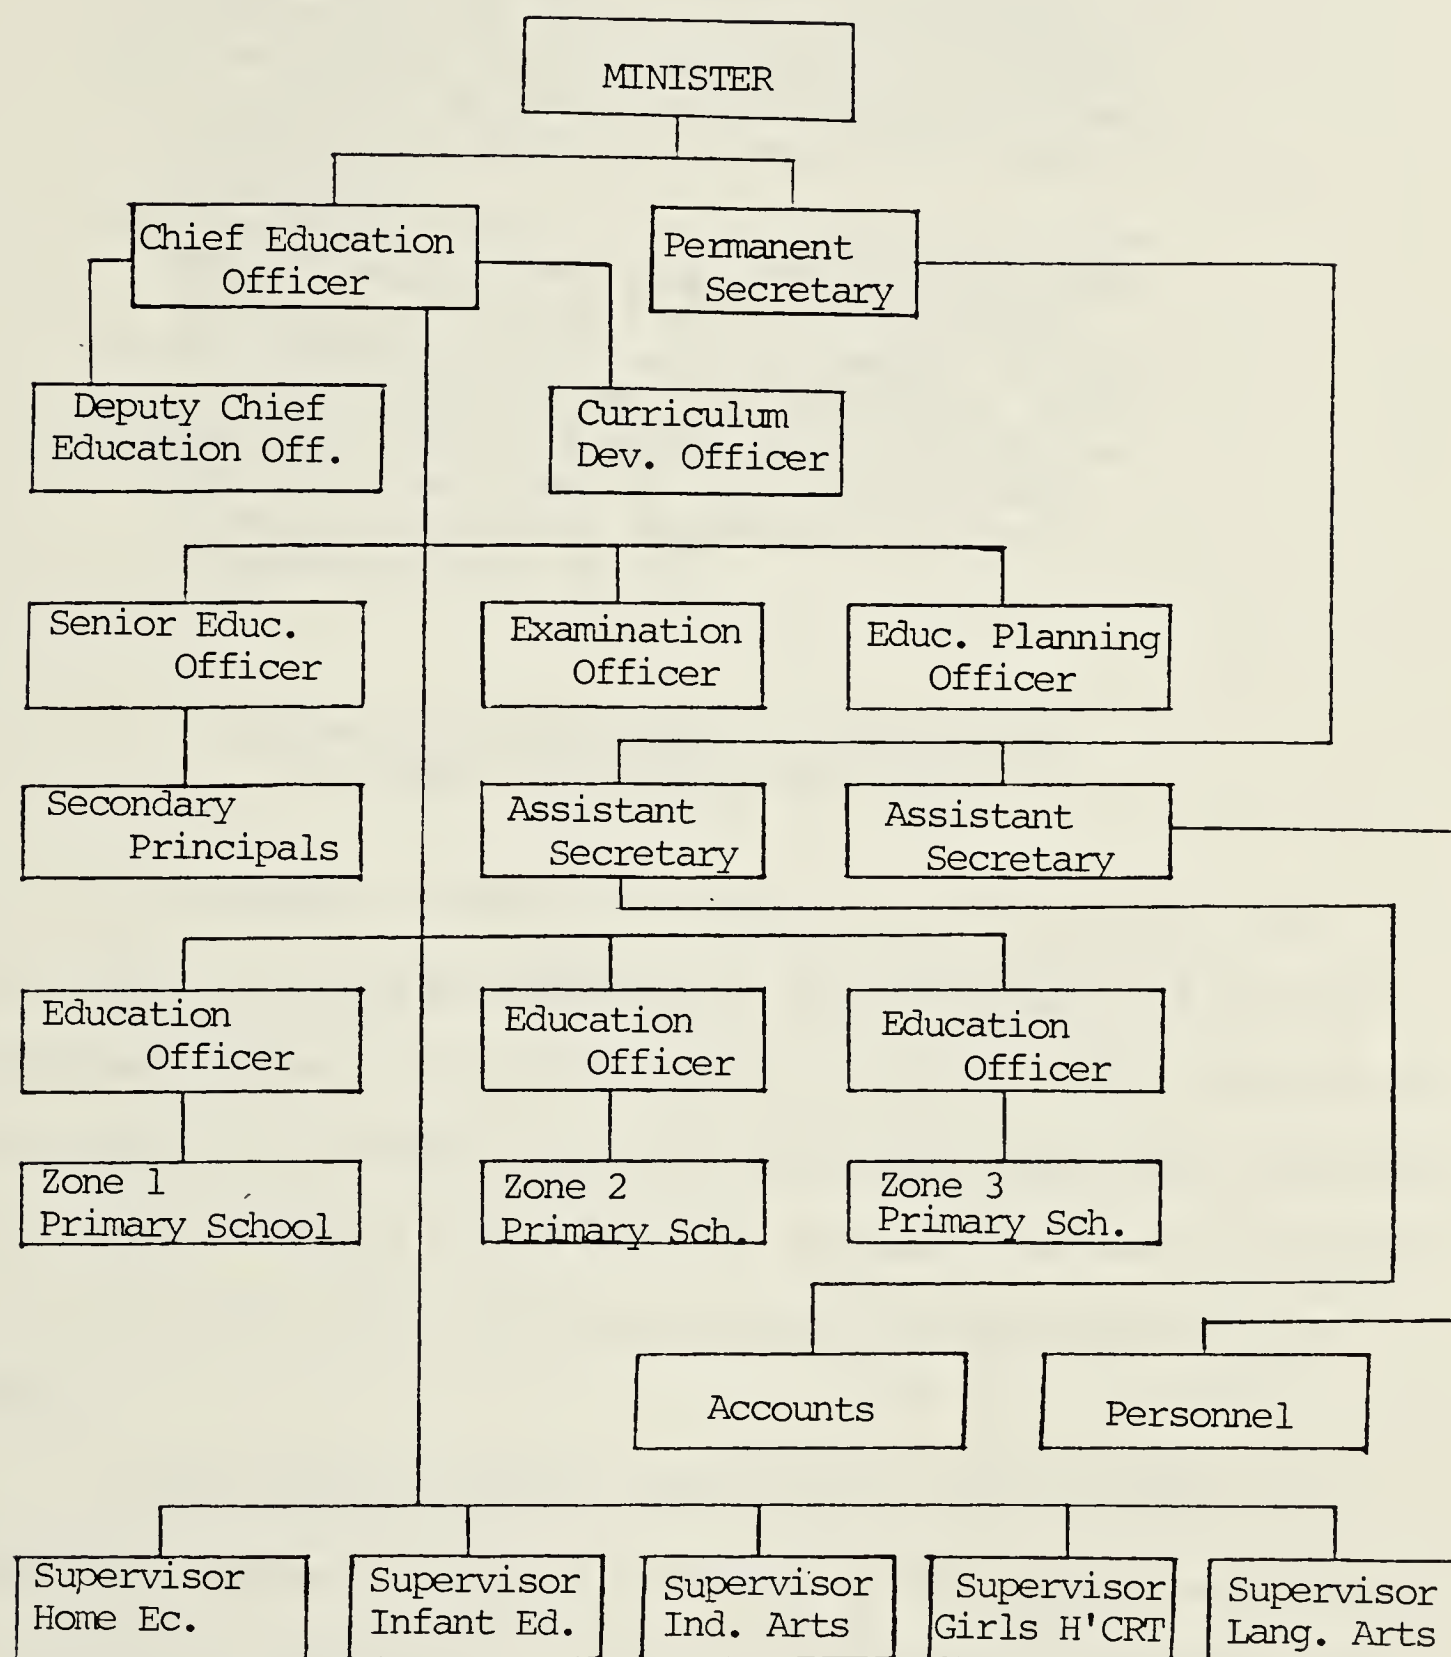 MINISTER
Chief Education
Officer
Permanent
Secretary
Deputy Chief
Education Off.
Curriculum
Dev. Officer
Senior Educ.
Officer
Examination
Officer
Educ. Planning
Officer
Secondary
Principals
Assistant
Secretary
Assistant
Secretary
Education
Officer
Education
Officer
Education
Officer
Zone 1
Primary School
Zone 2
Primary Sch.
Zone 3
Primary Sch.
Accounts
Personnel
Supervisor
Home Ec.
Supervisor
Infant Ed.
Supervisor
Ind. Arts
Supervisor
Girls H'CRT
Supervisor
Lang. Arts